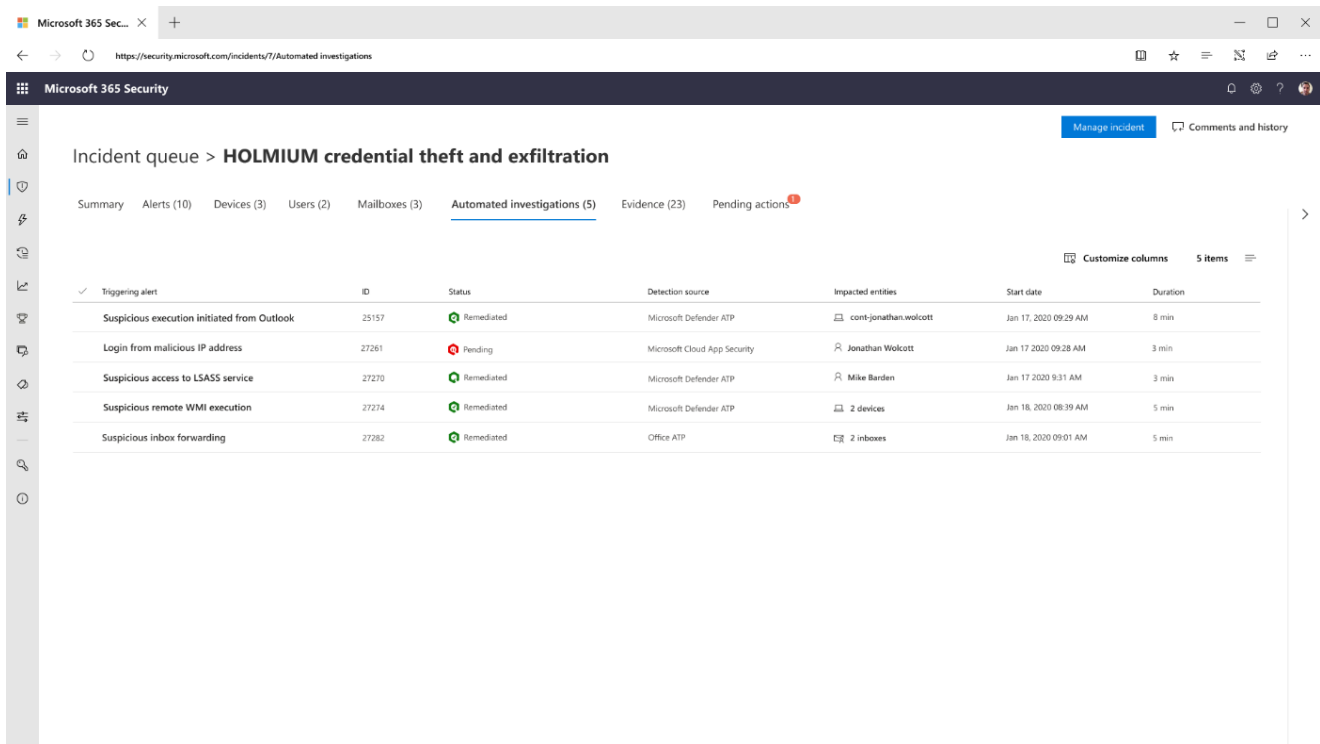 Microsoft 365 Sec...
https://security.microsoft.com/incidents/7/Automated investigations
Microsoft 365 Security
Manage incident Comments and history
Incident queue > HOLMIUM credential theft and exfiltration
Summary Alerts (10) Devices (3) Users (2) Mailboxes (3) Automated investigations (5) Evidence (23) Pending actions 1
Customize columns 5 items
Triggering alert ID Status Detection source Impacted entities Start date Duration
Suspicious execution initiated from Outlook 25157 Remediated Microsoft Defender ATP cont-jonathan.wolcott Jan 17, 2020 09:29 AM 8 min
Login from malicious IP address 27261 Pending Microsoft Cloud App Security Jonathan Wolcott Jan 17 2020 09:28 AM 3 min
Suspicious access to LSASS service 27270 Remediated Microsoft Defender ATP Mike Barden Jan 17 2020 9:31 AM 3 min
Suspicious remote WMI execution 27274 Remediated Microsoft Defender ATP 2 devices Jan 18, 2020 08:39 AM 5 min
Suspicious inbox forwarding 27282 Remediated Office ATP 2 inboxes Jan 18, 2020 09:01 AM 5 min